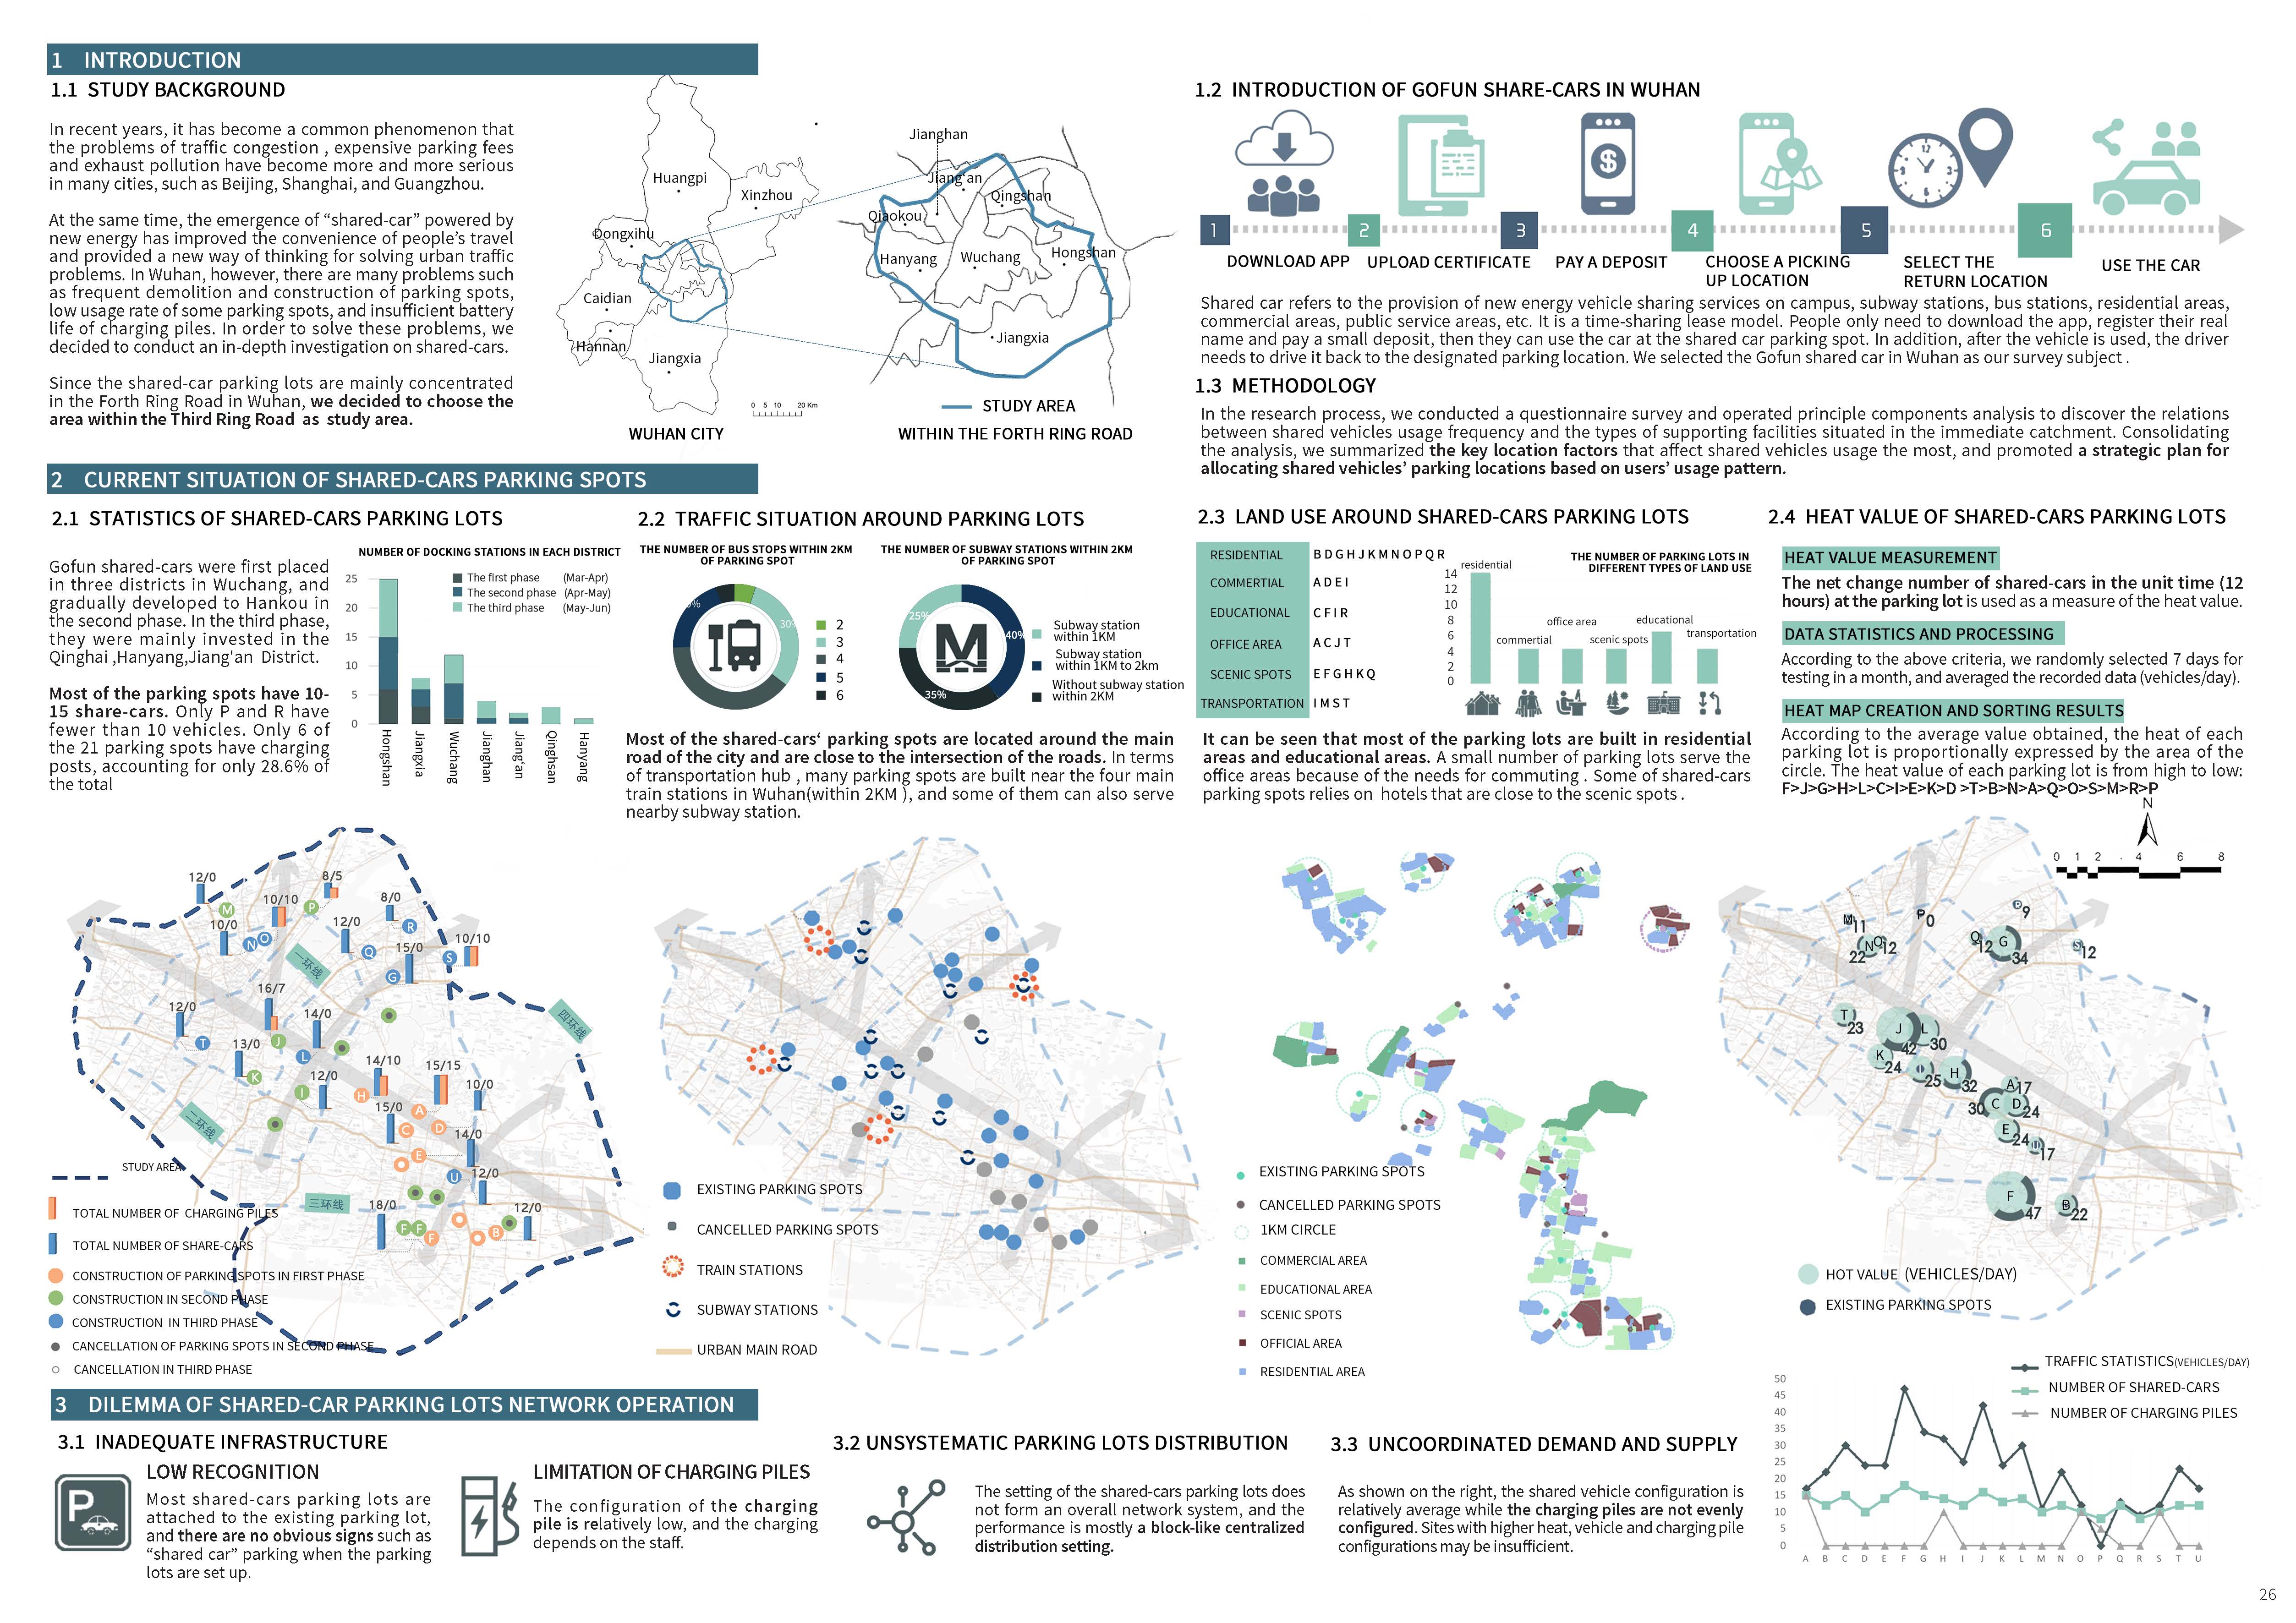 1 INTRODUCTION
1.1 STUDY BACKGROUND
In recent years, it has become a common phenomenon that
the problems of traffic congestion , expensive parking fees
and exhaust pollution have become more and more serious
in many cities, such as Beijing, Shanghai, and Guangzhou.
At the same time, the emergence of “shared-car” powered by
new energy has improved the convenience of people’s travel
and provided a new way of thinking for solving urban traffic
problems. In Wuhan, however, there are many problems such
as frequent demolition and construction of parking spots,
low usage rate of some parking spots, and insufficient battery
life of charging piles. In order to solve these problems, we
decided to conduct an in-depth investigation on shared-cars.
Since the shared-car parking lots are mainly concentrated
in the Forth Ring Road in Wuhan, we decided to choose the
area within the Third Ring Road as study area.
Huangpi
Xinzhou
Dongxihu
Caidian
Hannan
Jiangxia
0 5 10 20 Km
WUHAN CITY
Jianghan
Jiang'an
Qingshan
Qiaokou
Hanyang
Wuchang
Hongshan
Jiangxia
STUDY AREA
WITHIN THE FORTH RING ROAD
1.2 INTRODUCTION OF GOFUN SHARE-CARS IN WUHAN
1 2 3 4 5 6
DOWNLOAD APP
UPLOAD CERTIFICATE
PAY A DEPOSIT
CHOOSE A PICKING
UP LOCATION
SELECT THE
RETURN LOCATION
USE THE CAR
Shared car refers to the provision of new energy vehicle sharing services on campus, subway stations, bus stations, residential areas,
commercial areas, public service areas, etc. It is a time-sharing lease model. People only need to download the app, register their real
name and pay a small deposit, then they can use the car at the shared car parking spot. In addition, after the vehicle is used, the driver
needs to drive it back to the designated parking location. We selected the Gofun shared car in Wuhan as our survey subject .
1.3 METHODOLOGY
In the research process, we conducted a questionnaire survey and operated principle components analysis to discover the relations
between shared vehicles usage frequency and the types of supporting facilities situated in the immediate catchment. Consolidating
the analysis, we summarized the key location factors that affect shared vehicles usage the most, and promoted a strategic plan for
allocating shared vehicles’ parking locations based on users’ usage pattern.
2 CURRENT SITUATION OF SHARED-CARS PARKING SPOTS
2.1 STATISTICS OF SHARED-CARS PARKING LOTS
Gofun shared-cars were first placed
in three districts in Wuchang, and
gradually developed to Hankou in
the second phase. In the third phase,
they were mainly invested in the
Qinghai ,Hanyang,Jiang'an District.
Most of the parking spots have 10-
15 share-cars. Only P and R have
fewer than 10 vehicles. Only 6 of
the 21 parking spots have charging
posts, accounting for only 28.6% of
the total
NUMBER OF DOCKING STATIONS IN EACH DISTRICT
25
20
15
10
5
0
The first phase (Mar-Apr)
The second phase (Apr-May)
The third phase (May-Jun)
Hongshan
Jiangxia
Wuchang
Jianghan
Jiang'an
Qinghsan
Hanyang
2.2 TRAFFIC SITUATION AROUND PARKING LOTS
THE NUMBER OF BUS STOPS WITHIN 2KM
OF PARKING SPOT
30%
2
3
4
5
6
THE NUMBER OF SUBWAY STATIONS WITHIN 2KM
OF PARKING SPOT
25%
40%
35%
Subway station
within 1KM
Subway station
within 1KM to 2km
Without subway station
within 2KM
Most of the shared-cars‘ parking spots are located around the main
road of the city and are close to the intersection of the roads. In terms
of transportation hub , many parking spots are built near the four main
train stations in Wuhan(within 2KM ), and some of them can also serve
nearby subway station.
2.3 LAND USE AROUND SHARED-CARS PARKING LOTS
RESIDENTIAL B D G H J K M N O P Q R
COMMERTIAL A D E I
EDUCATIONAL C F I R
OFFICE AREA A C J T
SCENIC SPOTS E F G H K Q
TRANSPORTATION I M S T
THE NUMBER OF PARKING LOTS IN
DIFFERENT TYPES OF LAND USE
14
12
10
8
6
4
2
0
residential
commertial
office area
scenic spots
educational
transportation
It can be seen that most of the parking lots are built in residential
areas and educational areas. A small number of parking lots serve the
office areas because of the needs for commuting . Some of shared-cars
parking spots relies on hotels that are close to the scenic spots .
2.4 HEAT VALUE OF SHARED-CARS PARKING LOTS
HEAT VALUE MEASUREMENT
The net change number of shared-cars in the unit time (12
hours) at the parking lot is used as a measure of the heat value.
DATA STATISTICS AND PROCESSING
According to the above criteria, we randomly selected 7 days for
testing in a month, and averaged the recorded data (vehicles/day).
HEAT MAP CREATION AND SORTING RESULTS
According to the average value obtained, the heat of each
parking lot is proportionally expressed by the area of the
circle. The heat value of each parking lot is from high to low:
F>J>G>H>L>C>I>E>K>D >T>B>N>A>Q>O>S>M>R>P
12/0
8/5
10/10
8/0
M
P
10/0
12/0
R
N O
Q
15/0
10/10
S
G
一环线
16/7
12/0
14/0
四环线
T
J
13/0
L
K
14/10
15/15
12/0
10/0
I
H
15/0
A
二环线
C
D
14/0
E
U
12/0
三环线
18/0
12/0
F F F
B
STUDY AREA
TOTAL NUMBER OF CHARGING PILES
TOTAL NUMBER OF SHARE-CARS
CONSTRUCTION OF PARKING SPOTS IN FIRST PHASE
CONSTRUCTION IN SECOND PHASE
CONSTRUCTION IN THIRD PHASE
CANCELLATION OF PARKING SPOTS IN SECOND PHASE
CANCELLATION IN THIRD PHASE
EXISTING PARKING SPOTS
CANCELLED PARKING SPOTS
TRAIN STATIONS
SUBWAY STATIONS
URBAN MAIN ROAD
EXISTING PARKING SPOTS
CANCELLED PARKING SPOTS
1KM CIRCLE
COMMERCIAL AREA
EDUCATIONAL AREA
SCENIC SPOTS
OFFICIAL AREA
RESIDENTIAL AREA
N
0 1 2 4 6 8
M 11
P 0
9
N 22
O 12
Q 12
G 34
S 12
T 23
J 42
L 30
K 24
25
H 32
A 17
C 30
D 24
E 24
17
F 47
B 22
HOT VALUE (VEHICLES/DAY)
EXISTING PARKING SPOTS
3 DILEMMA OF SHARED-CAR PARKING LOTS NETWORK OPERATION
3.1 INADEQUATE INFRASTRUCTURE
P
LOW RECOGNITION
Most shared-cars parking lots are
attached to the existing parking lot,
and there are no obvious signs such as
“shared car” parking when the parking
lots are set up.
LIMITATION OF CHARGING PILES
The configuration of the charging
pile is relatively low, and the charging
depends on the staff.
3.2 UNSYSTEMATIC PARKING LOTS DISTRIBUTION
The setting of the shared-cars parking lots does
not form an overall network system, and the
performance is mostly a block-like centralized
distribution setting.
3.3 UNCOORDINATED DEMAND AND SUPPLY
As shown on the right, the shared vehicle configuration is
relatively average while the charging piles are not evenly
configured. Sites with higher heat, vehicle and charging pile
configurations may be insufficient.
TRAFFIC STATISTICS(VEHICLES/DAY)
NUMBER OF SHARED-CARS
NUMBER OF CHARGING PILES
50
45
40
35
30
25
20
15
10
5
0
A B C D E F G H I J K L M N O P Q R S T U
26